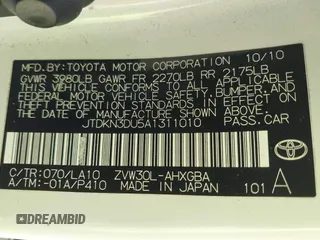 MFD.BY:TOYOTA MOTOR CORPORATION 10/10
GVWR 3980LB GAWR FR 2270LB RR 2175LB
THIS VEHICLE CONFORMS TO ALL APPLICABLE
FEDERAL MOTOR VEHICLE SAFETY, BUMPER, AND
THEFT PREVENTION STANDARDS IN EFFECT ON
THE DATE OF MANUFACTURE SHOWN ABOVE.
JTDKN3DU5A1311010 PASS.CAR
C/TR:070/LA10 ZVW30L-AHXGBA
A/TM:-01A/P410 MADE IN JAPAN 101 A
DRIVEAMBID